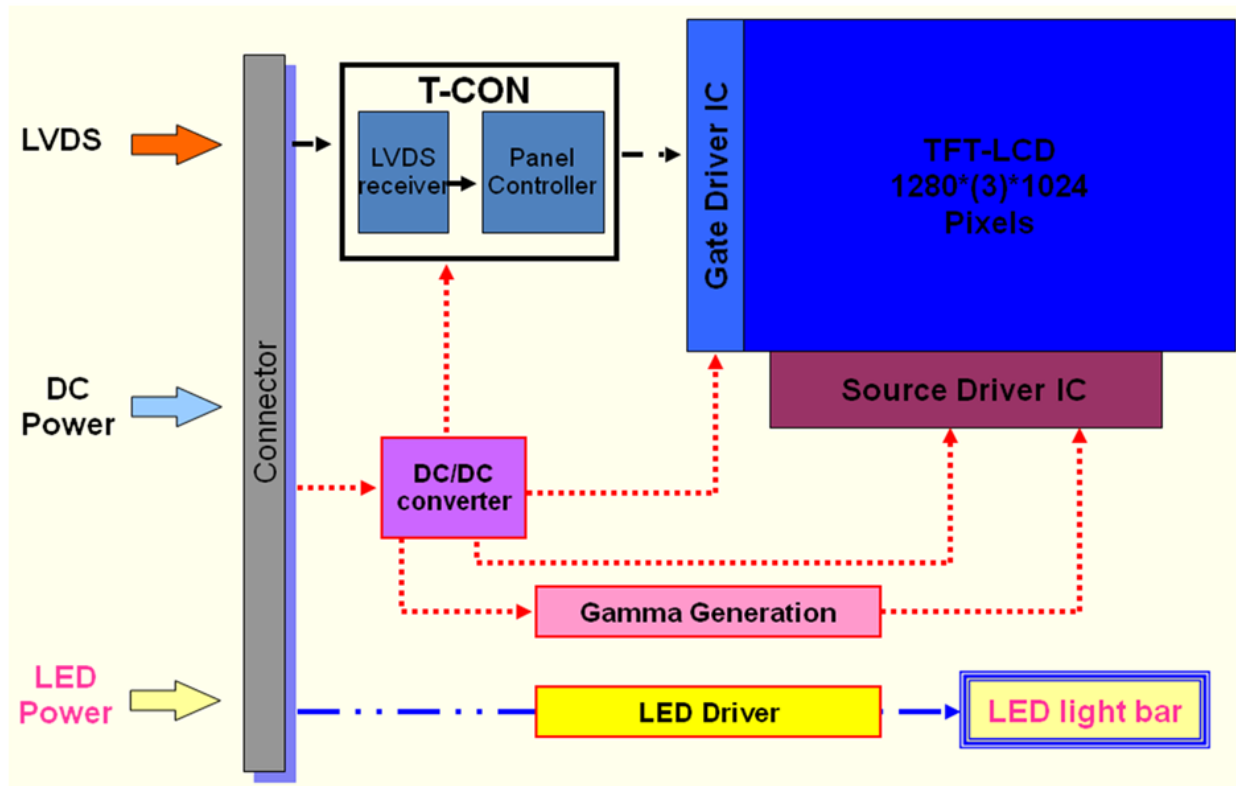 LVDS
DC
Power
LED
Power
Connector
T-CON
LVDS
receiver
Panel
Controller
DC/DC
converter
Gate Driver IC
TFT-LCD
1280*(3)*1024
Pixels
Source Driver IC
Gamma Generation
LED Driver
LED light bar